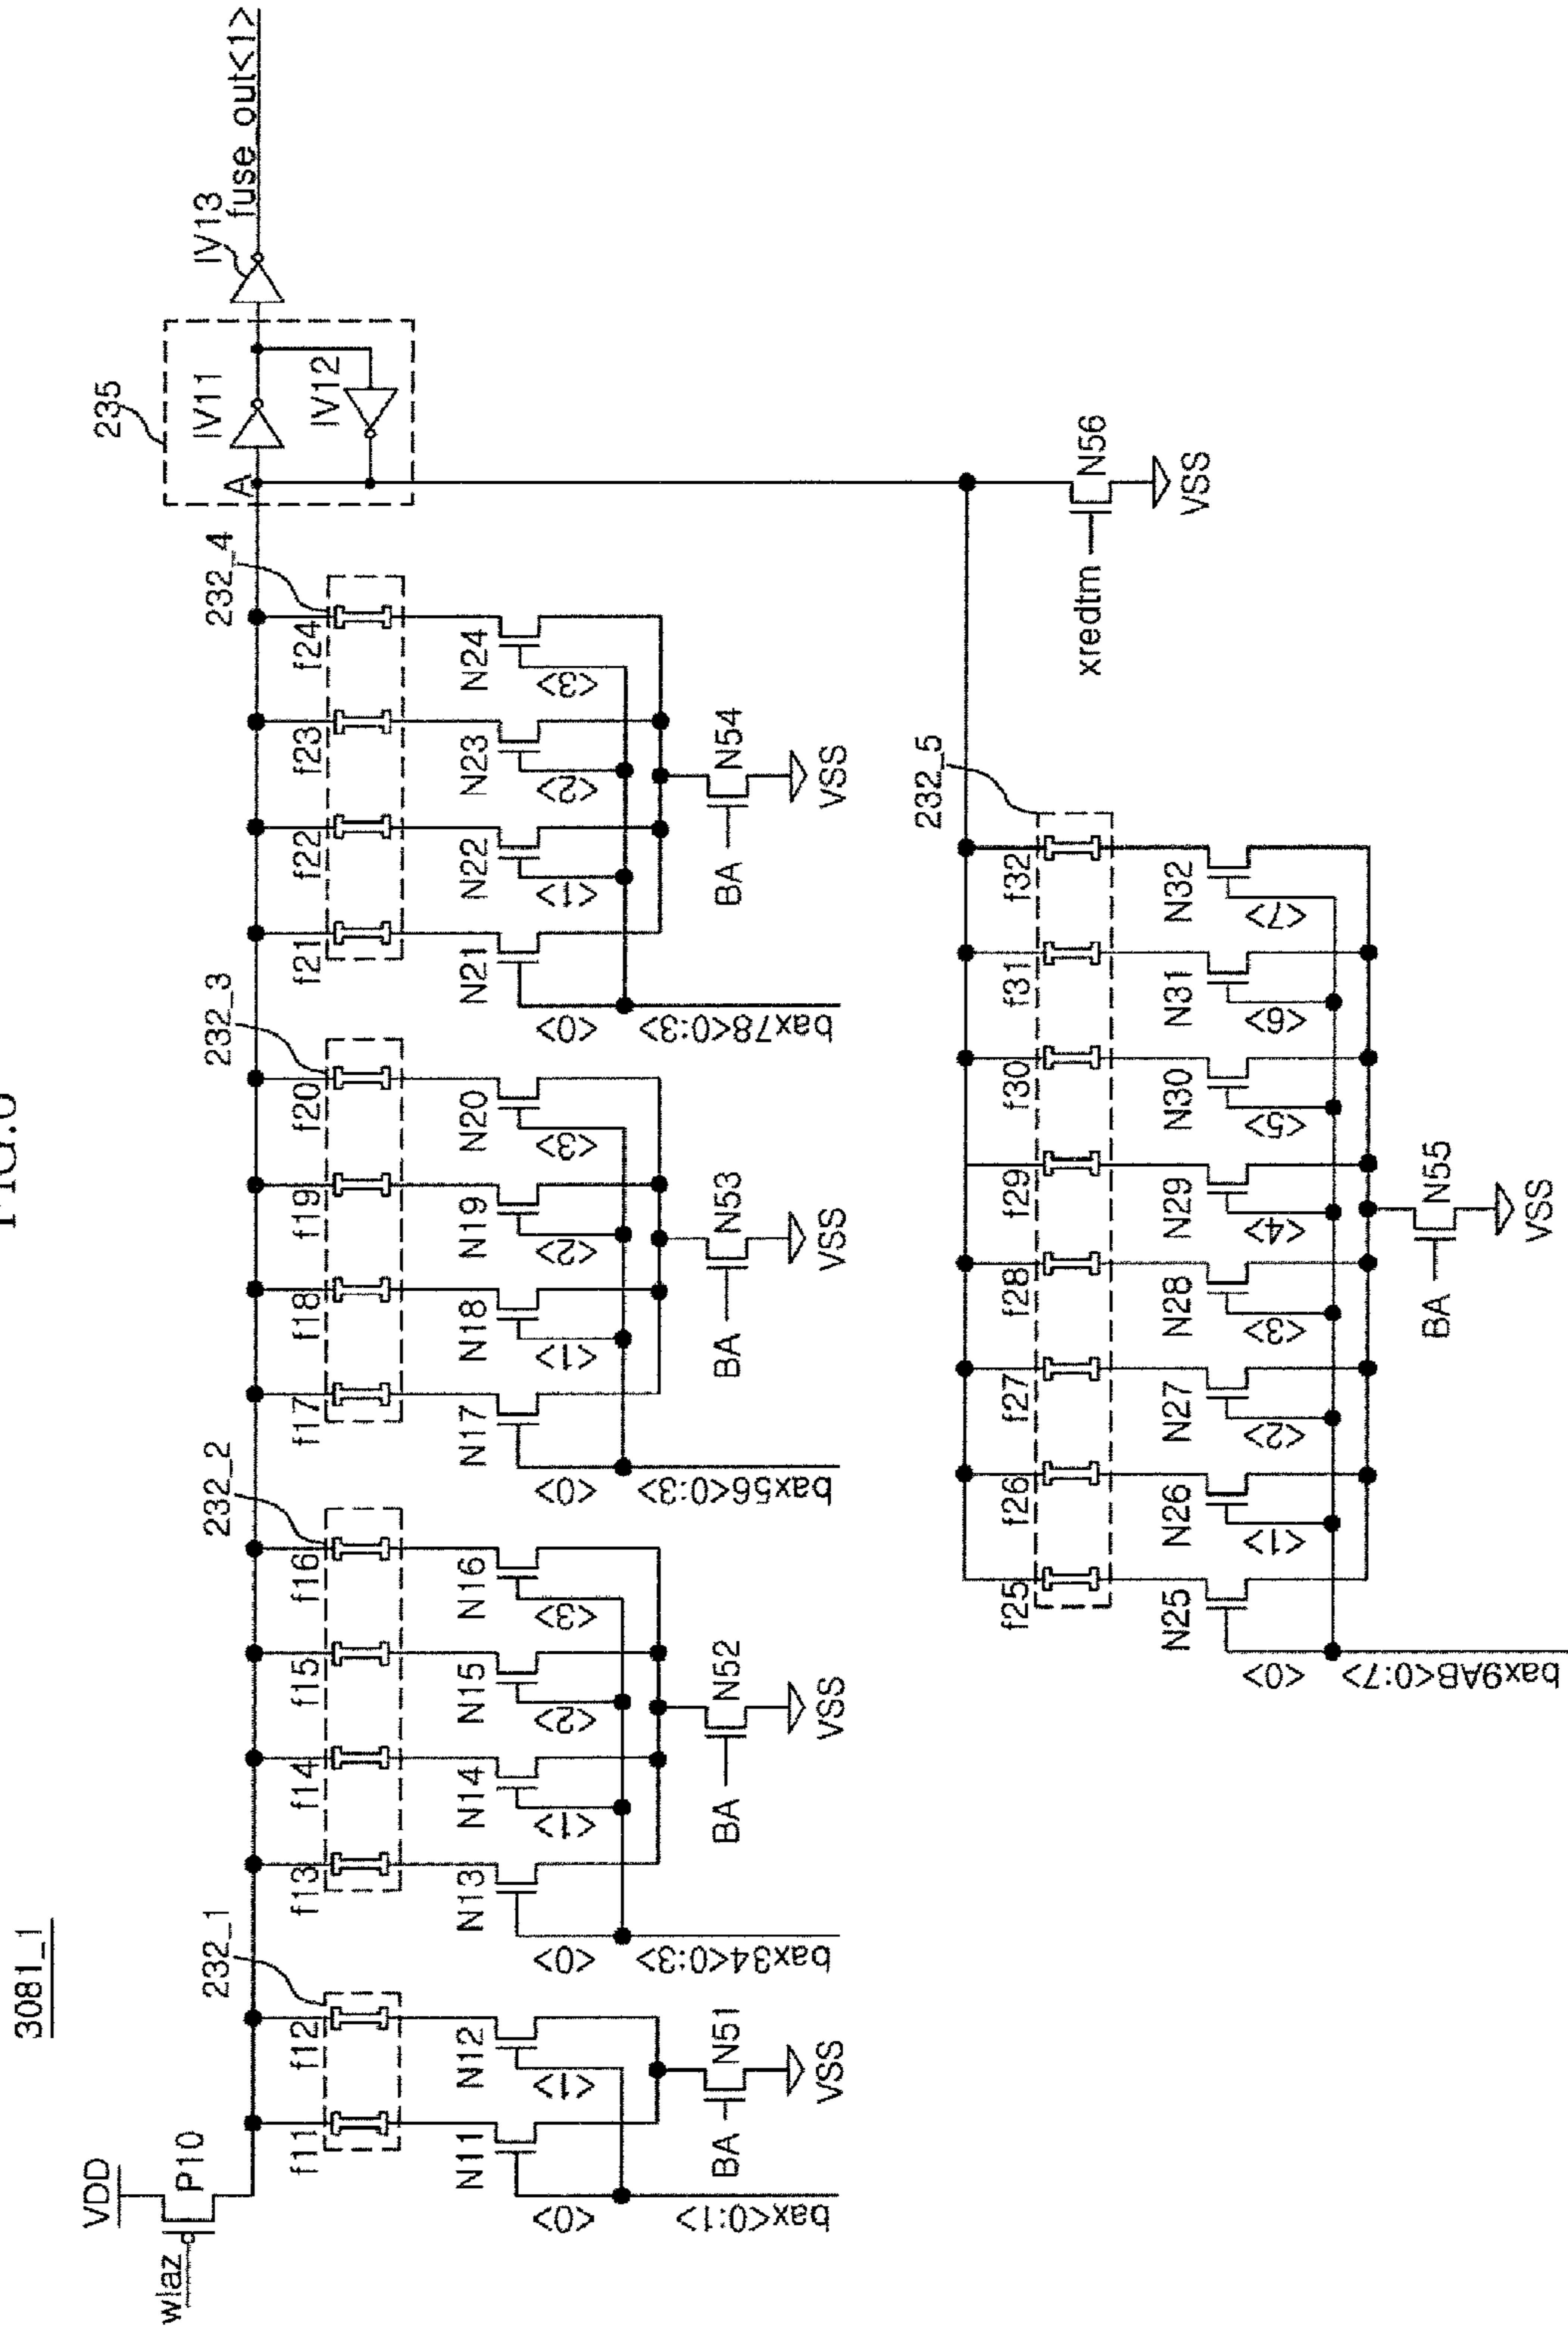 FIG.6
3081_1
VDD
wlaz
P10
232_1
232_2
232_3
232_4
235
A
IV11
IV12
IV13
fuse_out<1>
f11
f12
f13
f14
f15
f16
f17
f18
f19
f20
f21
f22
f23
f24
N11
N12
N13
N14
N15
N16
N17
N18
N19
N20
N21
N22
N23
N24
<0>
<1>
<0>
<1>
<2>
<3>
<0>
<1>
<2>
<3>
<0>
<1>
<2>
<3>
bax<0:1>
bax34<0:3>
bax56<0:3>
bax78<0:3>
BA
N51
BA
N52
BA
N53
BA
N54
VSS
VSS
VSS
VSS
232_5
xredtm
N56
VSS
f25
f26
f27
f28
f29
f30
f31
f32
N25
N26
N27
N28
N29
N30
N31
N32
<0>
<1>
<2>
<3>
<4>
<5>
<6>
<7>
bax9AB<0:7>
BA
N55
VSS